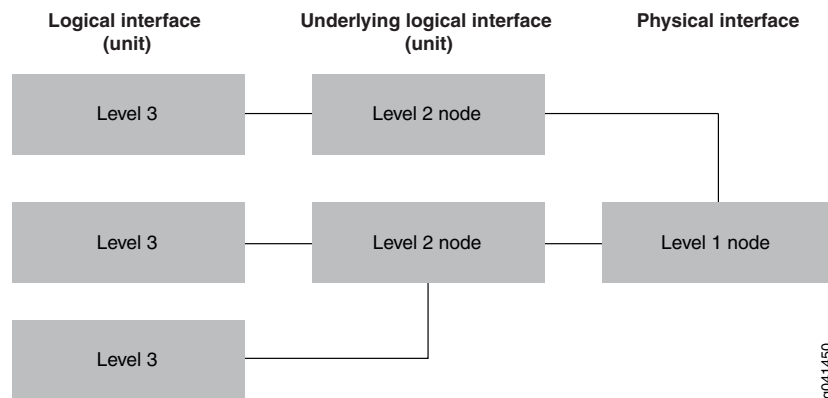 Logical interface
(unit)
Underlying logical interface
(unit)
Physical interface
Level 3
Level 2 node
Level 3
Level 2 node
Level 1 node
Level 3
g041450